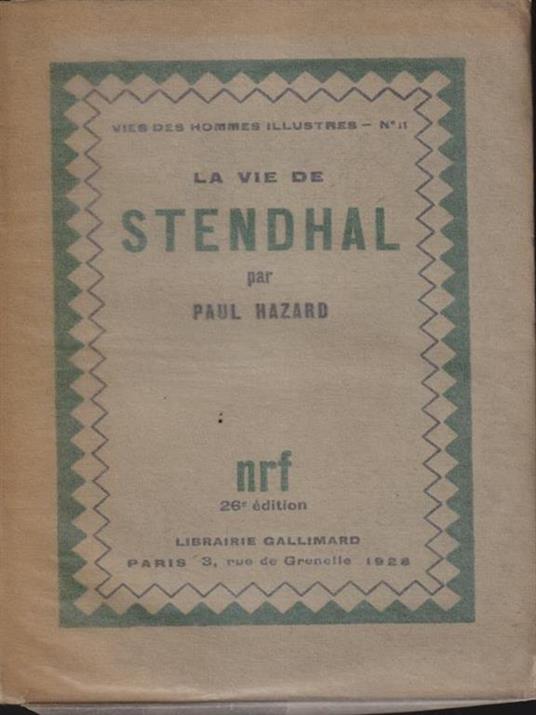 VIES DES HOMMES ILLUSTRES – N° 11
LA VIE DE
STENDHAL
par
PAUL HAZARD
nrf
26e édition
LIBRAIRIE GALLIMARD
PARIS 3, rue de Grenelle 1928